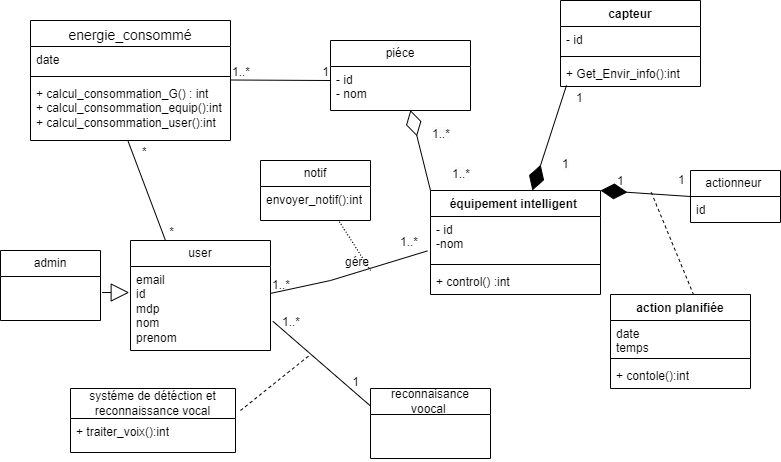 energie_consommé
date
+ calcul_consommation_G() : int
+ calcul_consommation_equip():int
+ calcul_consommation_user():int
1..*
1
piéce
- id
- nom
1..*
1..*
capteur
- id
+ Get_Envir_info():int
1
1
1
1
actionneur
id
équipement intelligent
- id
-nom
+ control() :int
action planifiée
date
temps
+ contole():int
notif
envoyer_notif():int
gére
1..*
1..*
*
*
user
email
id
mdp
nom
prenom
admin
1..*
1
systéme de détéction et
reconnaissance vocal
+ traiter_voix():int
reconnaisance
voocal